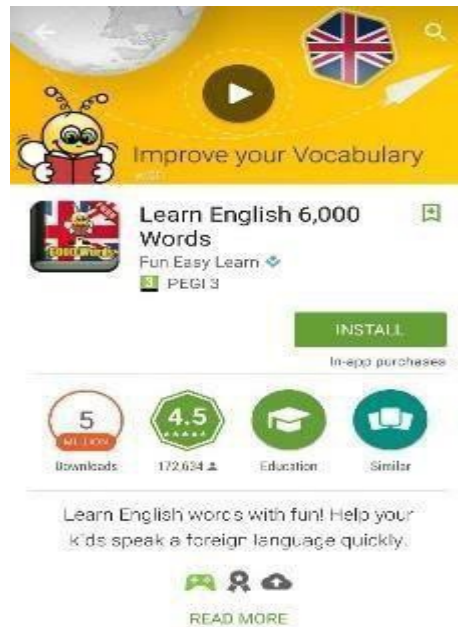 Improve your Vocabulary
Learn English 6,000
Words
Fun Easy Learn
3 PEGI 3
INSTALL
In-app purchases
5
MILLION
4.5
Downloads
172,634
Education
Similar
Learn English words with fun! Help your
kids speak a foreign language quickly.
READ MORE